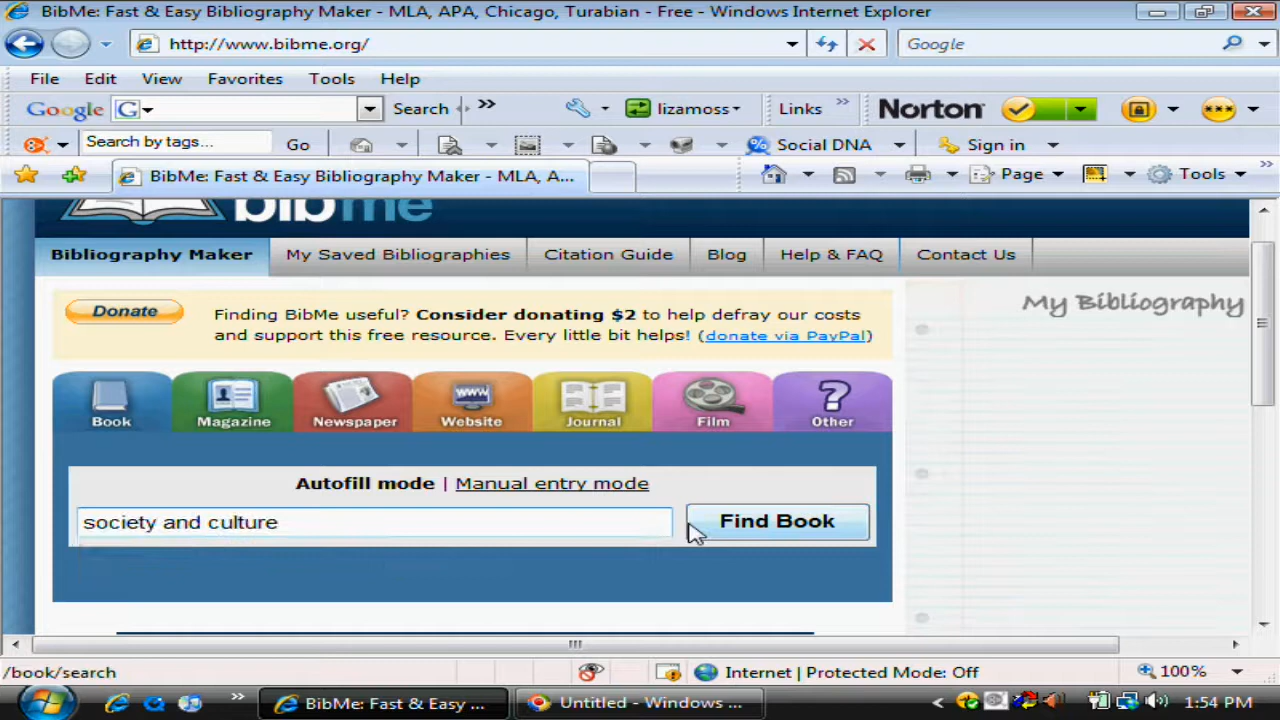 BibMe: Fast & Easy Bibliography Maker - MLA, APA, Chicago, Turabian - Free - Windows Internet Explorer
http://www.bibme.org/
Google
File Edit View Favorites Tools Help
Google G Search » lizamoss Links » Norton
Search by tags... Go Social DNA Sign in
BibMe: Fast & Easy Bibliography Maker - MLA, A... Page Tools »
bibme
Bibliography Maker My Saved Bibliographies Citation Guide Blog Help & FAQ Contact Us
My Bibliography
Donate
Finding BibMe useful? Consider donating $2 to help defray our costs
and support this free resource. Every little bit helps! (donate via PayPal)
www
Book Magazine Newspaper Website Journal Film Other
Autofill mode | Manual entry mode
society and culture Find Book
/book/search Internet | Protected Mode: Off 100%
» BibMe: Fast & Easy ... Untitled - Windows ... < 1:54 PM